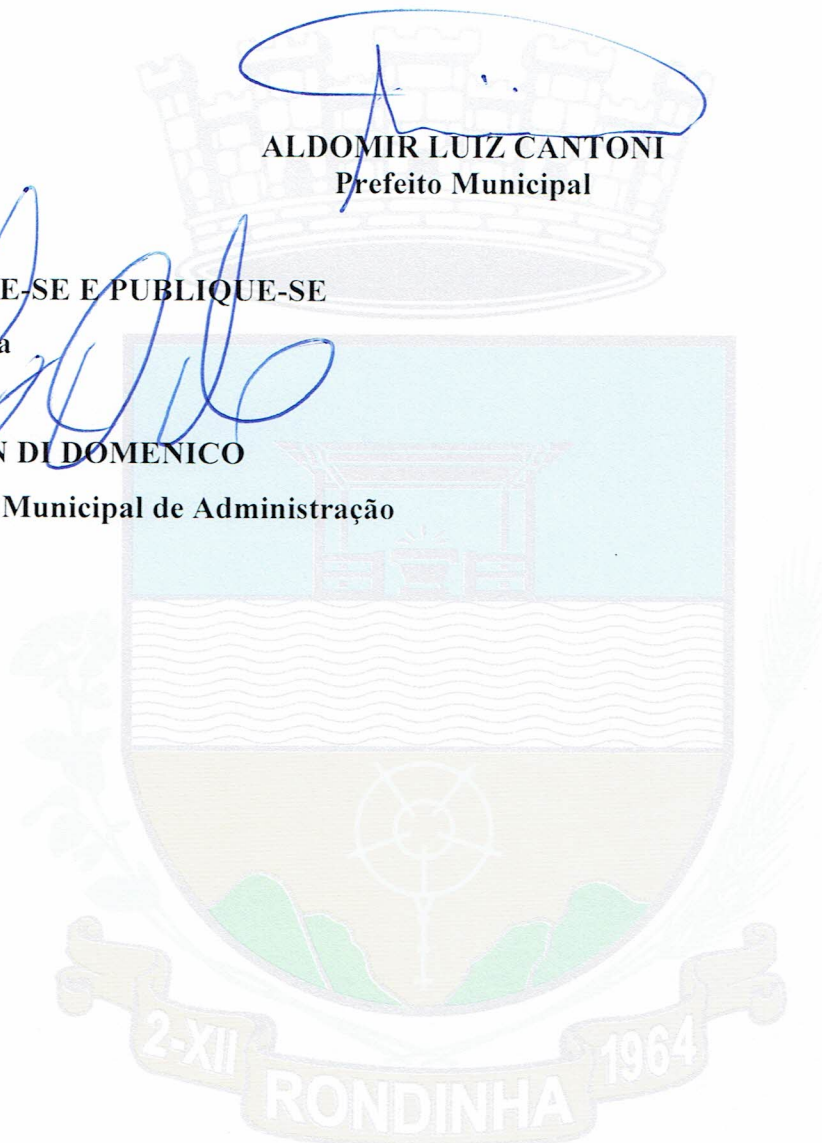 ALDOMIR LUIZ CANTONI
Prefeito Municipal
E-SE E PUBLIQUE-SE
a
N DI DOMENICO
Municipal de Administração
2-XII
RONDINHA
1964